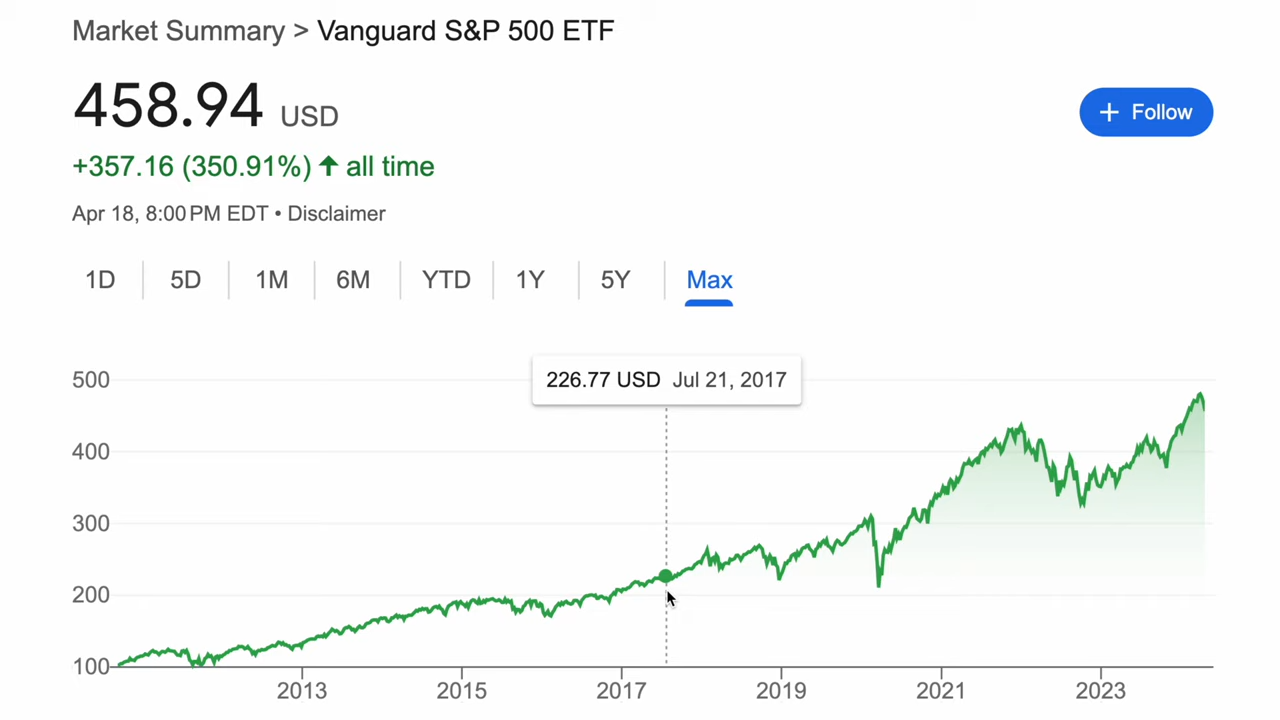 Market Summary > Vanguard S&P 500 ETF
458.94 USD
+ Follow
+357.16 (350.91%) ↑ all time
Apr 18, 8:00 PM EDT • Disclaimer
1D 5D 1M 6M YTD 1Y 5Y Max
226.77 USD Jul 21, 2017
500
400
300
200
100
2013 2015 2017 2019 2021 2023